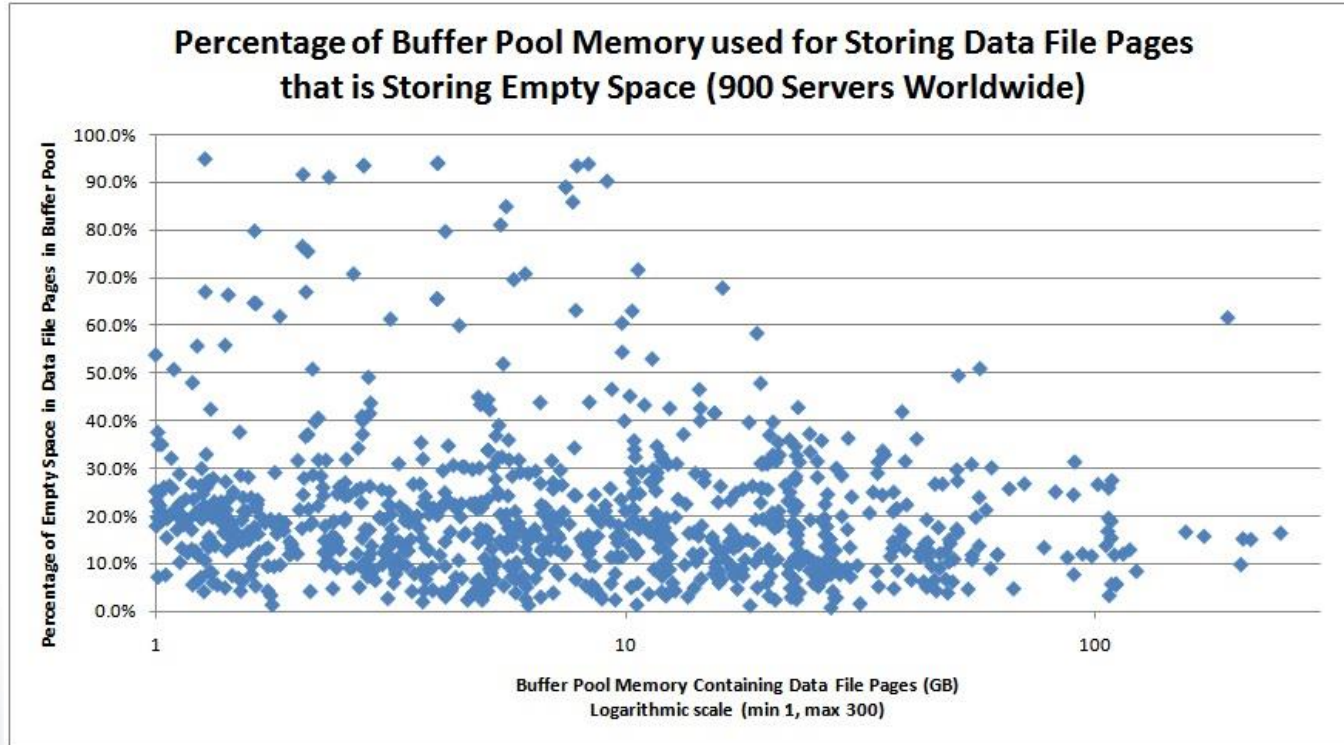 Percentage of Buffer Pool Memory used for Storing Data File Pages
that is Storing Empty Space (900 Servers Worldwide)
Percentage of Empty Space in Data File Pages in Buffer Pool
100.0%
90.0%
80.0%
70.0%
60.0%
50.0%
40.0%
30.0%
20.0%
10.0%
0.0%
1
10
100
Buffer Pool Memory Containing Data File Pages (GB)
Logarithmic scale (min 1, max 300)